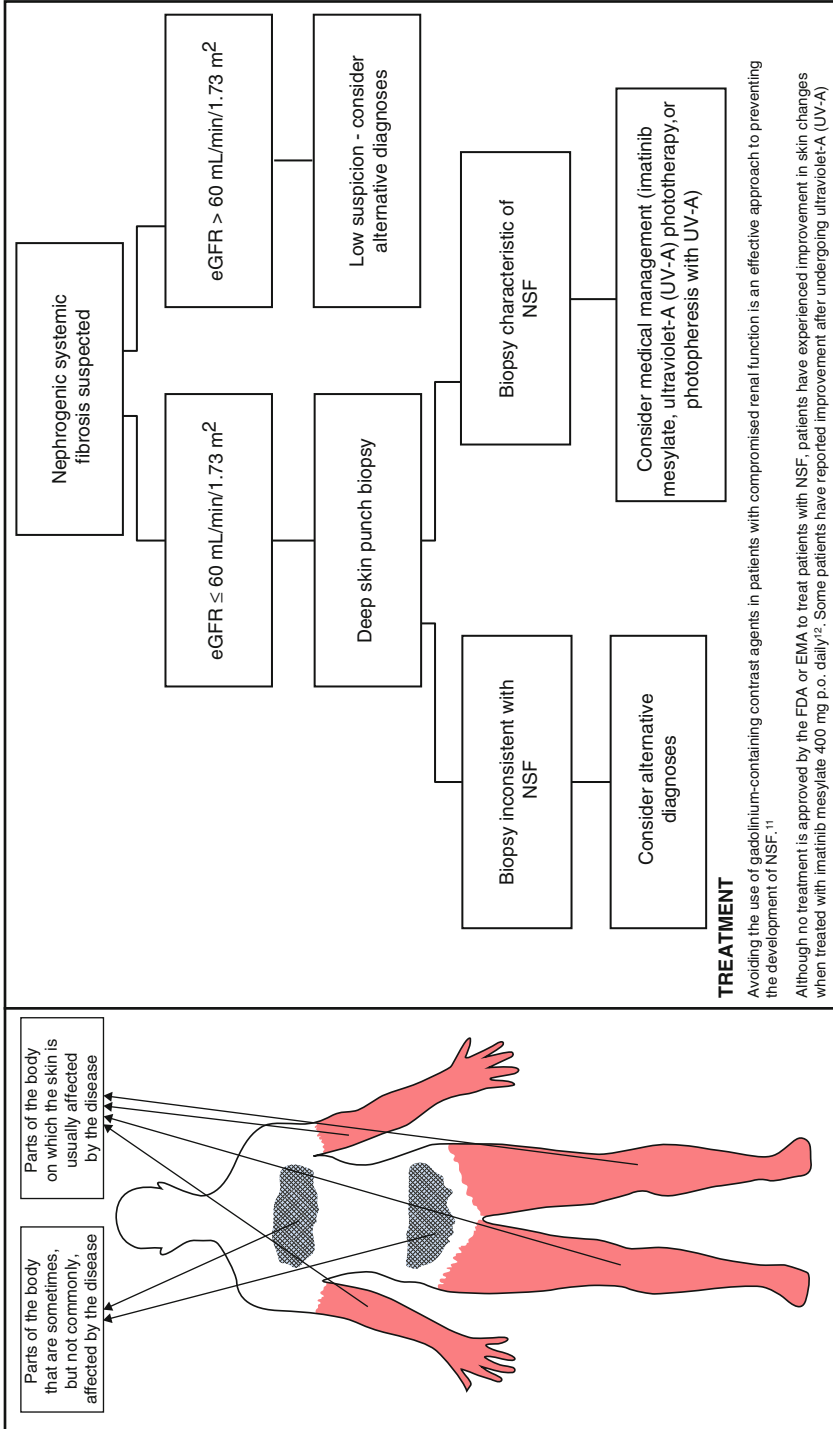 Parts of the body
that are sometimes,
but not commonly,
affected by the disease
Parts of the body
on which the skin is
usually affected
by the disease
Nephrogenic systemic
fibrosis suspected
eGFR ≤ 60 mL/min/1.73 m²
eGFR > 60 mL/min/1.73 m²
Deep skin punch biopsy
Low suspicion - consider
alternative diagnoses
Biopsy inconsistent with
NSF
Biopsy characteristic of
NSF
Consider alternative
diagnoses
Consider medical management (imatinib
mesylate, ultraviolet-A (UV-A) phototherapy,or
photopheresis with UV-A)
TREATMENT
Avoiding the use of gadolinium-containing contrast agents in patients with compromised renal function is an effective approach to preventing
the development of NSF.¹¹
Although no treatment is approved by the FDA or EMA to treat patients with NSF, patients have experienced improvement in skin changes
when treated with imatinib mesylate 400 mg p.o. daily¹². Some patients have reported improvement after undergoing ultraviolet-A (UV-A)